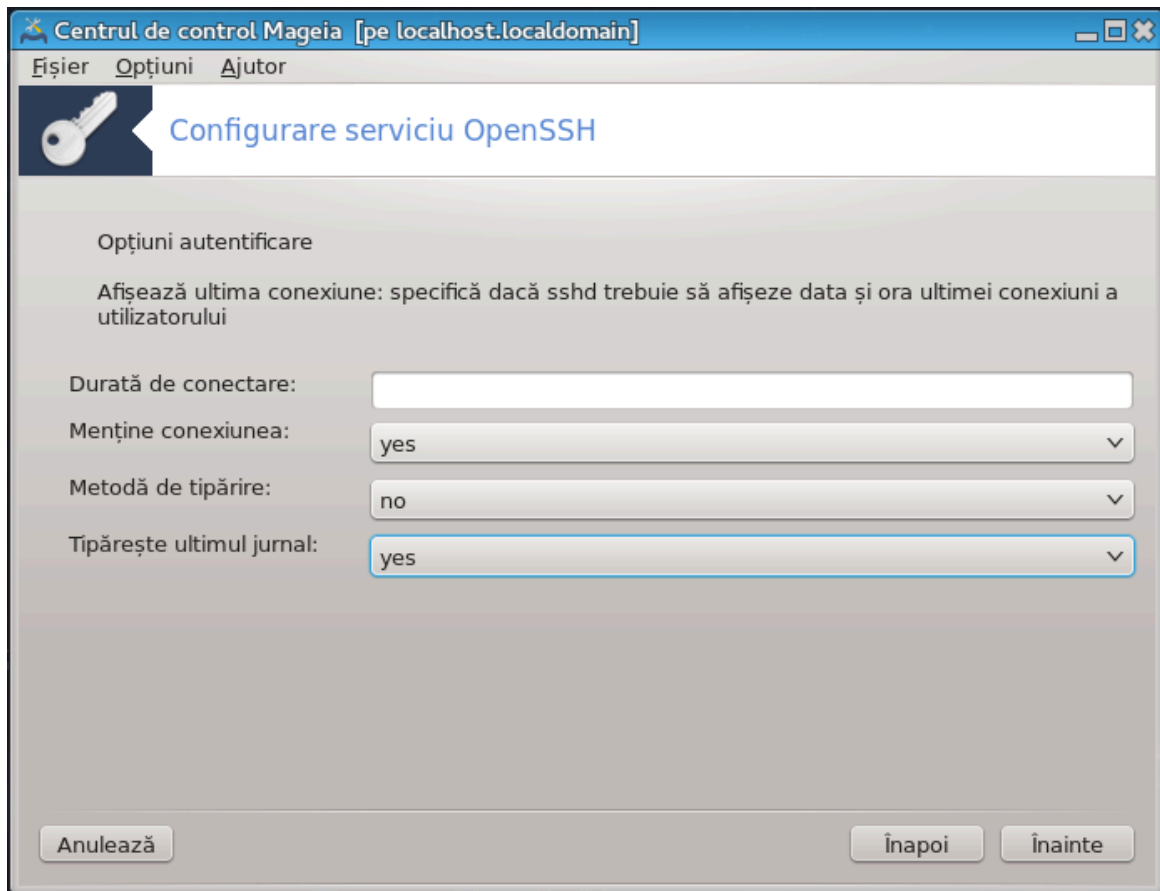 Centrul de control Mageia [pe localhost.localdomain]
Fișier Opțiuni Ajutor
Configurare serviciu OpenSSH
Opțiuni autentificare
Afișează ultima conexiune: specifică dacă sshd trebuie să afișeze data și ora ultimei conexiuni a
utilizatorului
Durată de conectare:
Menține conexiunea: yes
Metodă de tipărire: no
Tipărește ultimul jurnal: yes
Anulează Înapoi Înainte